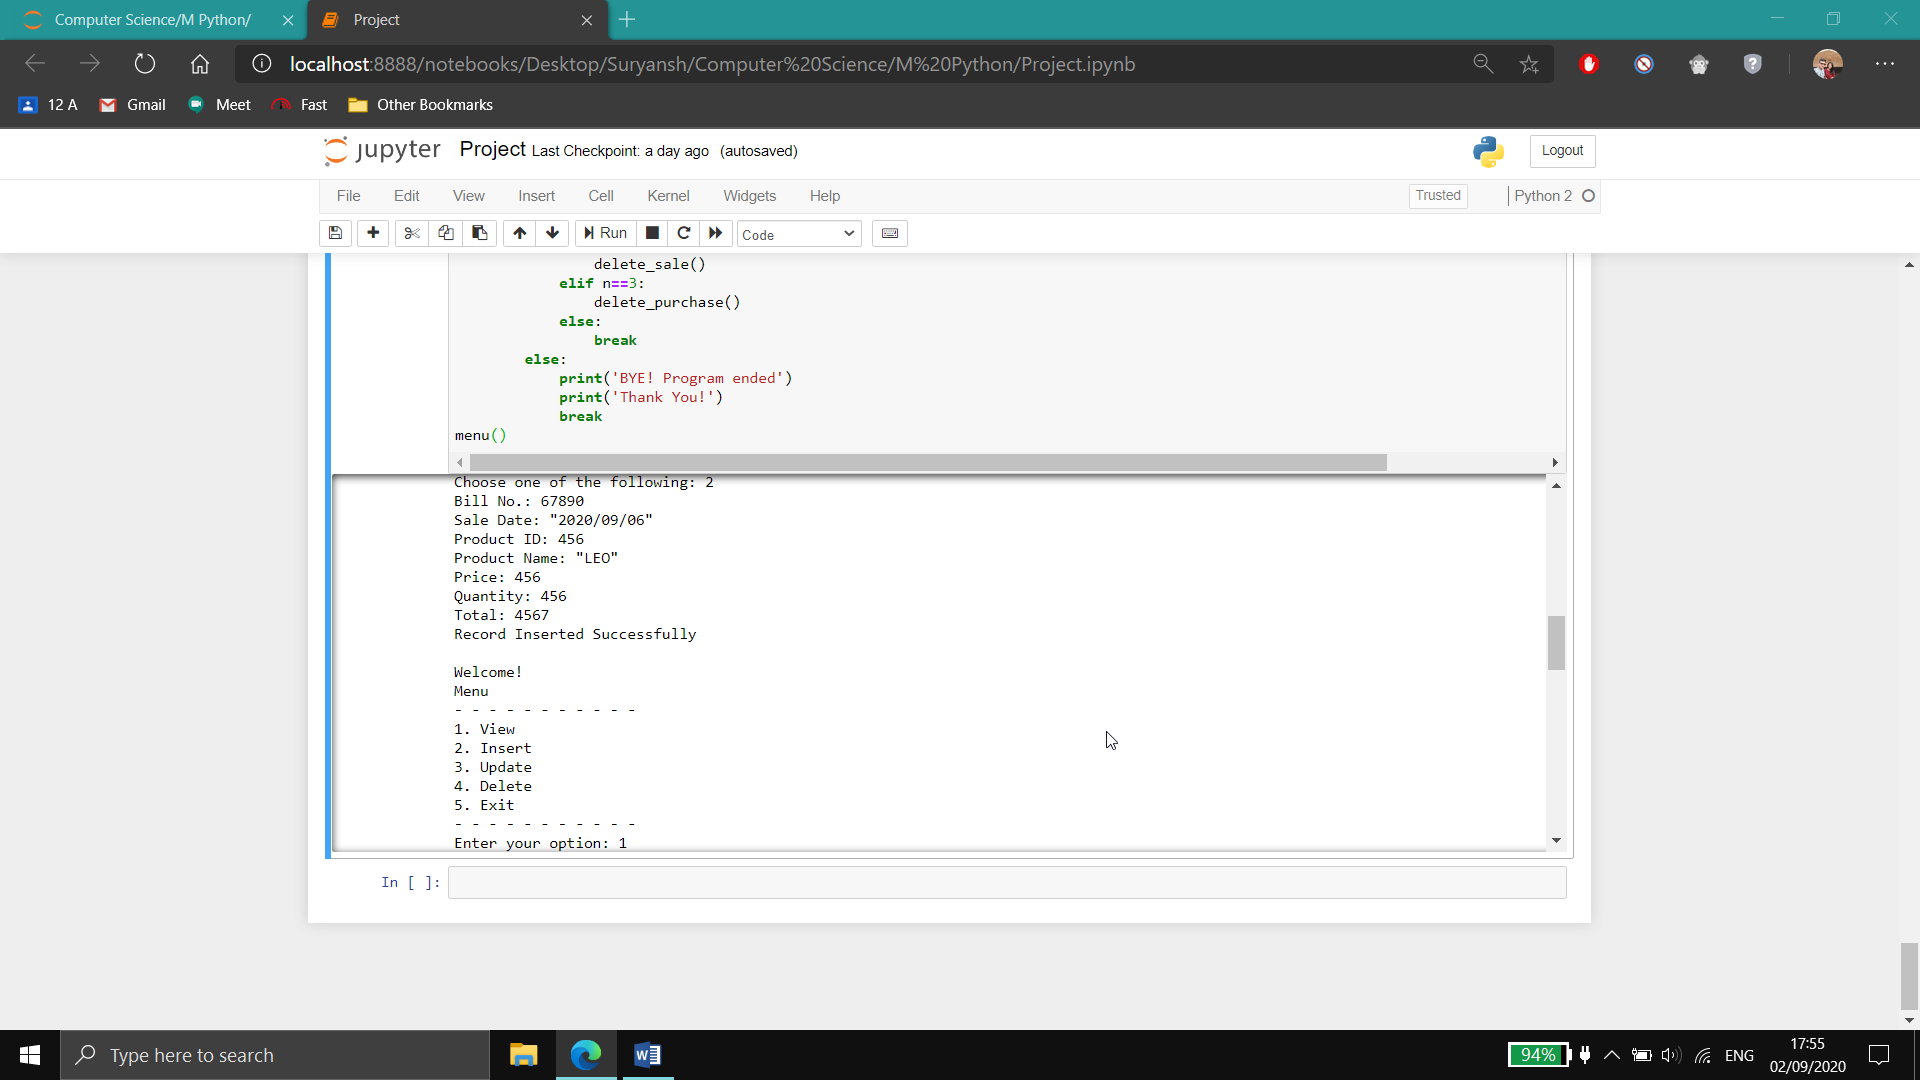 Computer Science/M Python/
Project
localhost:8888/notebooks/Desktop/Suryansh/Computer%20Science/M%20Python/Project.ipynb
12 A Gmail Meet Fast Other Bookmarks
jupyter Project Last Checkpoint: a day ago (autosaved) Logout
File Edit View Insert Cell Kernel Widgets Help Trusted Python 2
Run Code
delete_sale()
elif n==3:
delete_purchase()
else:
break
else:
print('BYE! Program ended')
print('Thank You!')
break
menu()
Choose one of the following: 2
Bill No.: 67890
Sale Date: "2020/09/06"
Product ID: 456
Product Name: "LEO"
Price: 456
Quantity: 456
Total: 4567
Record Inserted Successfully
Welcome!
Menu
- - - - - - - - - - -
1. View
2. Insert
3. Update
4. Delete
5. Exit
- - - - - - - - - - -
Enter your option: 1
In [ ]:
Type here to search
94% ENG
17:55
02/09/2020